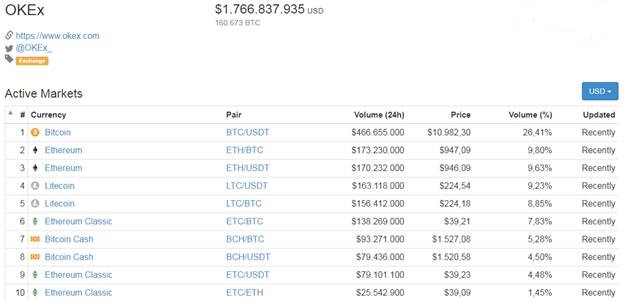 OKEx
$1.766.837.935 USD
160.673 BTC
https://www.okex.com
@OKEx_
Exchange
Active Markets
USD
# Currency Pair Volume (24h) Price Volume (%) Updated
1 Bitcoin BTC/USDT $466.655.000 $10.982,30 26,41% Recently
2 Ethereum ETH/BTC $173.230.000 $947,09 9,80% Recently
3 Ethereum ETH/USDT $170.232.000 $946,09 9,63% Recently
4 Litecoin LTC/USDT $163.118.000 $224,54 9,23% Recently
5 Litecoin LTC/BTC $156.412.000 $224,18 8,85% Recently
6 Ethereum Classic ETC/BTC $138.269.000 $39,21 7,83% Recently
7 Bitcoin Cash BCH/BTC $93.271.000 $1.527,08 5,28% Recently
8 Bitcoin Cash BCH/USDT $79.436.000 $1.520,58 4,50% Recently
9 Ethereum Classic ETC/USDT $79.101.100 $39,23 4,48% Recently
10 Ethereum Classic ETC/ETH $25.542.900 $39,09 1,45% Recently